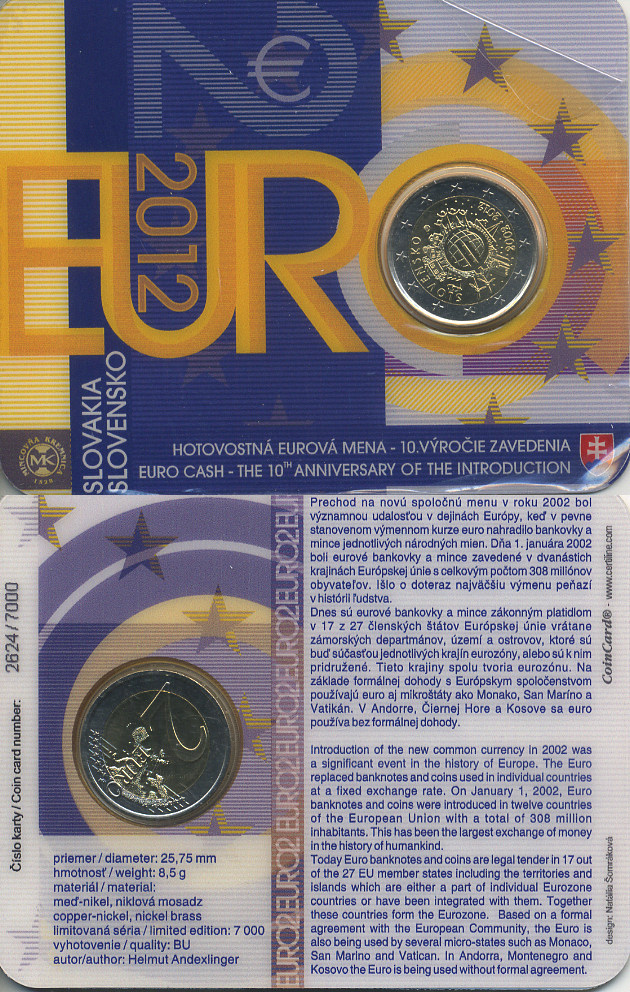 2
€
EURO
2012
SLOVAKIA
SLOVENSKO
2002 - 2012
SLOVENSKO
MINCOVŇA KREMNICA
MK
1328
HOTOVOSTNÁ EUROVÁ MENA - 10.VÝROČIE ZAVEDENIA
EURO CASH - THE 10TH ANNIVERSARY OF THE INTRODUCTION
Číslo karty / Coin card number: 2624 / 7000
2
priemer / diameter: 25,75 mm
hmotnosť / weight: 8,5 g
materiál / material:
meď-nikel, niklová mosadz
copper-nickel, nickel brass
limitovaná séria / limited edition: 7 000
vyhotovenie / quality: BU
autor/author: Helmut Andexlinger
EURO2EURO2EURO2EURO2EURO2EU
Prechod na novú spoločnú menu v roku 2002 bol
významnou udalosťou v dejinách Európy, keď v pevne
stanovenom výmernom kurze euro nahradilo bankovky a
mince jednotlivých národných mien. Dňa 1. januára 2002
boli eurové bankovky a mince zavedené v dvanástich
krajinách Európskej únie s celkovým počtom 308 miliónov
obyvateľov. Išlo o doteraz najväčšiu výmenu peňazí
v histórii ľudstva.
Dnes sú eurové bankovky a mince zákonným platidlom
v 17 z 27 členských štátov Európskej únie vrátane
zámorských departmánov, území a ostrovov, ktoré sú
buď súčasťou jednotlivých krajín eurozóny, alebo sú k nim
pridružené. Tieto krajiny spolu tvoria eurozónu. Na
základe formálnej dohody s Európskym spoločenstvom
používajú euro aj mikroštáty ako Monako, San Maríno a
Vatikán. V Andorre, Čiernej Hore a Kosove sa euro
používa bez formálnej dohody.
Introduction of the new common currency in 2002 was
a significant event in the history of Europe. The Euro
replaced banknotes and coins used in individual countries
at a fixed exchange rate. On January 1, 2002, Euro
banknotes and coins were introduced in twelve countries
of the European Union with a total of 308 million
inhabitants. This has been the largest exchange of money
in the history of humankind.
Today Euro banknotes and coins are legal tender in 17 out
of the 27 EU member states including the territories and
islands which are either a part of individual Eurozone
countries or have been integrated with them. Together
these countries form the Eurozone. Based on a formal
agreement with the European Community, the Euro is
also being used by several micro-states such as Monaco,
San Marino and Vatican. In Andorra, Montenegro and
Kosovo the Euro is being used without formal agreement.
CoinCard® - www.certiline.com
design: Natália Šomráková